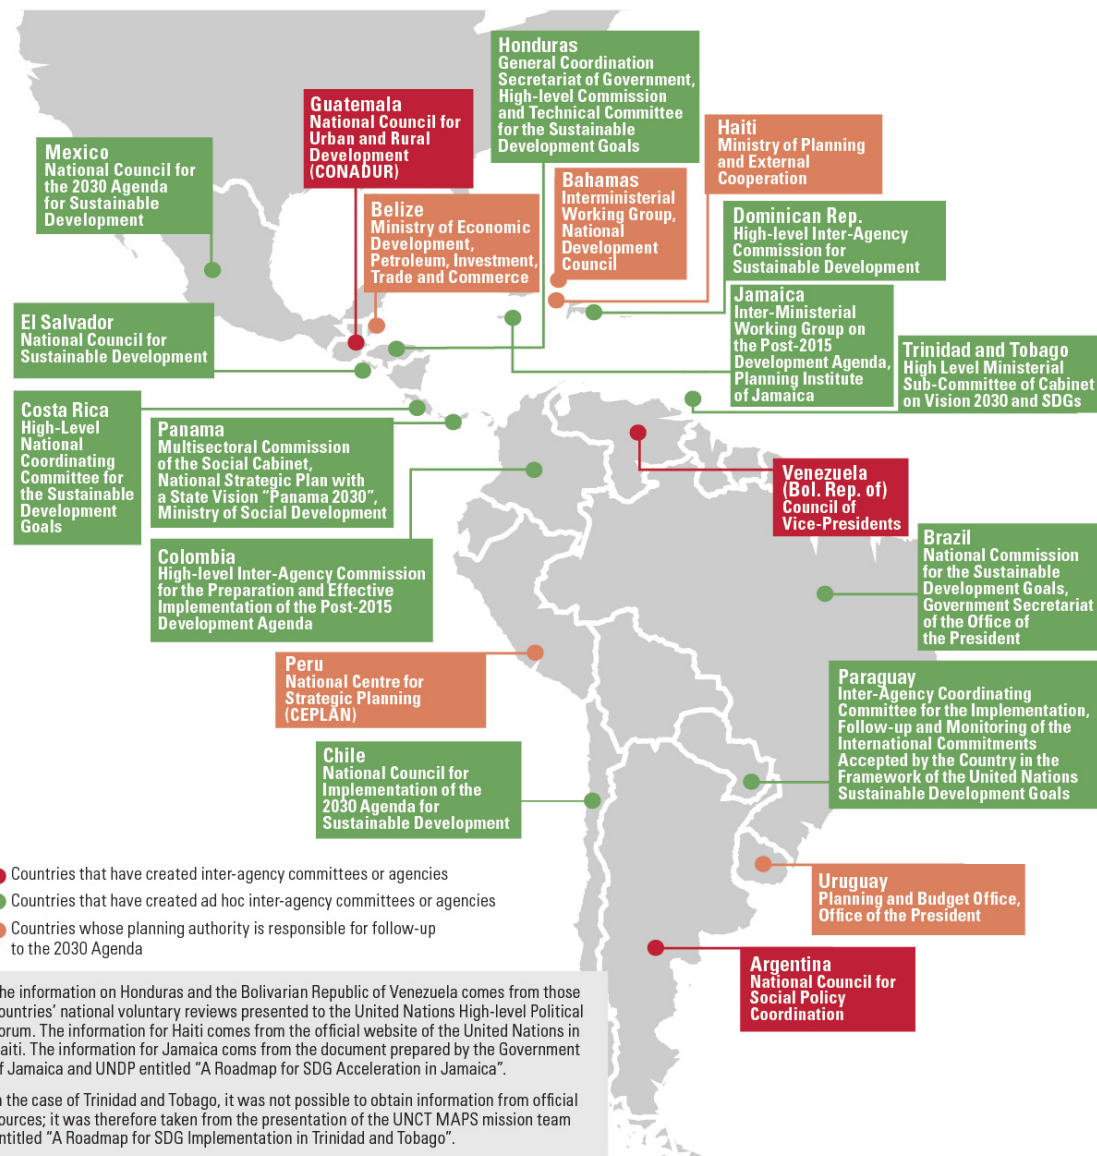 Honduras
General Coordination
Secretariat of Government,
High-level Commission
and Technical Committee
for the Sustainable
Development Goals
Guatemala
National Council for
Urban and Rural
Development
(CONADUR)
Haiti
Ministry of Planning
and External
Cooperation
Mexico
National Council for
the 2030 Agenda
for Sustainable
Development
Bahamas
Interministerial
Working Group,
National
Development
Council
Belize
Ministry of Economic
Development,
Petroleum, Investment,
Trade and Commerce
Dominican Rep.
High-level Inter-Agency
Commission for
Sustainable Development
Jamaica
Inter-Ministerial
Working Group on
the Post-2015
Development Agenda,
Planning Institute
of Jamaica
El Salvador
National Council for
Sustainable Development
Trinidad and Tobago
High Level Ministerial
Sub-Committee of Cabinet
on Vision 2030 and SDGs
Costa Rica
High-Level
National
Coordinating
Committee for
the Sustainable
Development
Goals
Panama
Multisectoral Commission
of the Social Cabinet,
National Strategic Plan with
a State Vision “Panama 2030”,
Ministry of Social Development
Venezuela
(Bol. Rep. of)
Council of
Vice-Presidents
Brazil
National Commission
for the Sustainable
Development Goals,
Government Secretariat
of the Office of
the President
Colombia
High-level Inter-Agency Commission
for the Preparation and Effective
Implementation of the Post-2015
Development Agenda
Peru
National Centre for
Strategic Planning
(CEPLAN)
Paraguay
Inter-Agency Coordinating
Committee for the Implementation,
Follow-up and Monitoring of the
International Commitments
Accepted by the Country in the
Framework of the United Nations
Sustainable Development Goals
Chile
National Council for
Implementation of the
2030 Agenda for
Sustainable Development
Uruguay
Planning and Budget Office,
Office of the President
Argentina
National Council for
Social Policy
Coordination
Countries that have created inter-agency committees or agencies
Countries that have created ad hoc inter-agency committees or agencies
Countries whose planning authority is responsible for follow-up
to the 2030 Agenda
he information on Honduras and the Bolivarian Republic of Venezuela comes from those
ountries’ national voluntary reviews presented to the United Nations High-level Political
orum. The information for Haiti comes from the official website of the United Nations in
aiti. The information for Jamaica coms from the document prepared by the Government
f Jamaica and UNDP entitled “A Roadmap for SDG Acceleration in Jamaica”.
n the case of Trinidad and Tobago, it was not possible to obtain information from official
ources; it was therefore taken from the presentation of the UNCT MAPS mission team
ntitled “A Roadmap for SDG Implementation in Trinidad and Tobago”.